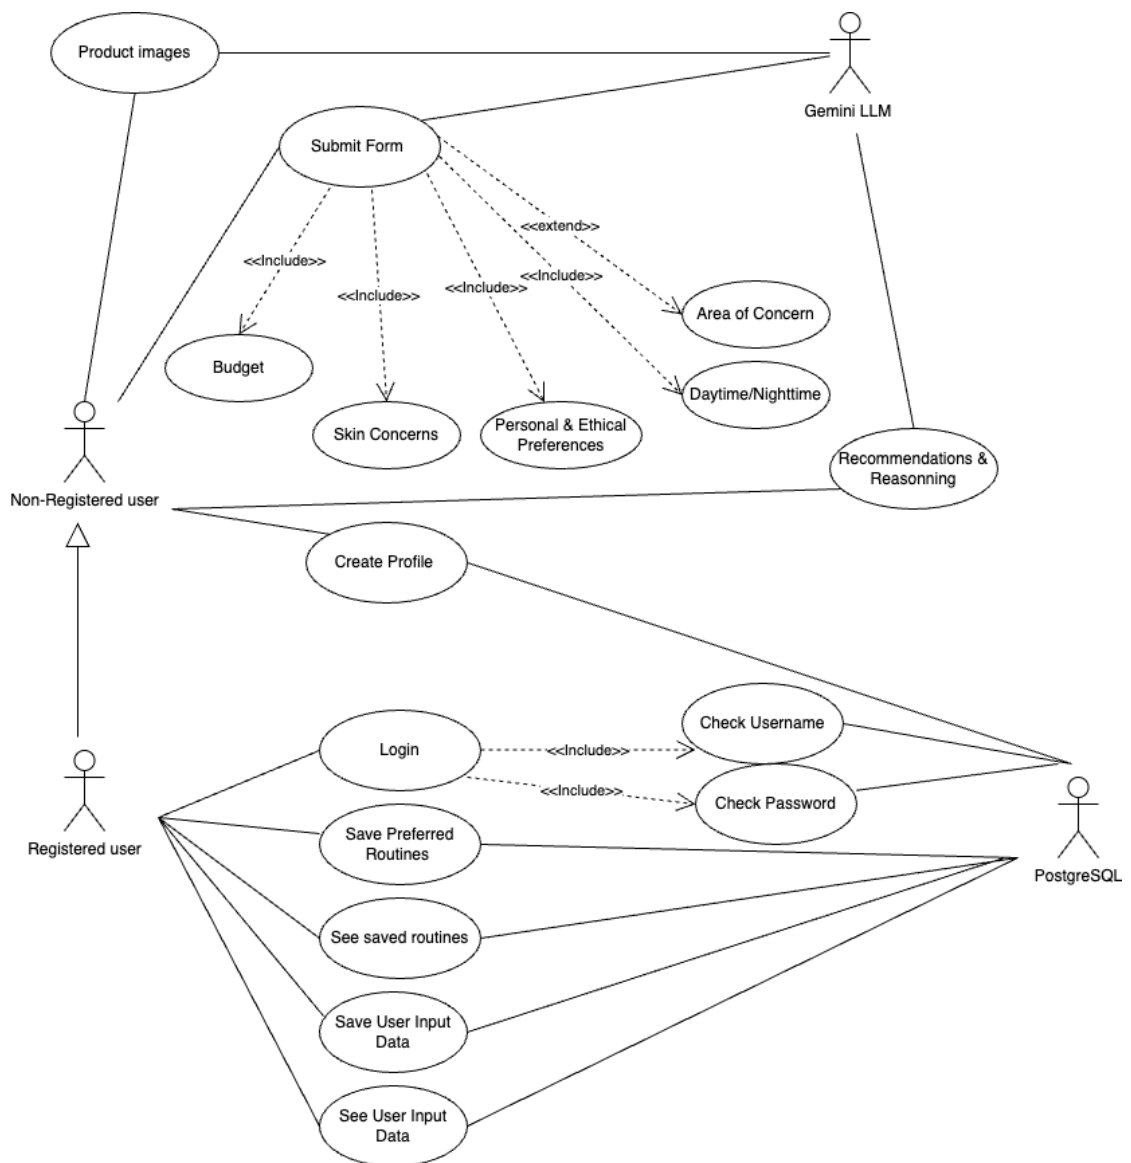 Product images
Gemini LLM
Submit Form
<<extend>>
<<Include>>
<<Include>>
<<Include>>
<<Include>>
Area of Concern
Budget
Daytime/Nighttime
Skin Concerns
Personal & Ethical
Preferences
Recommendations &
Reasonning
Non-Registered user
Create Profile
Check Username
Login
<<Include>>
<<Include>>
Check Password
Save Preferred
Routines
Registered user
PostgreSQL
See saved routines
Save User Input
Data
See User Input
Data